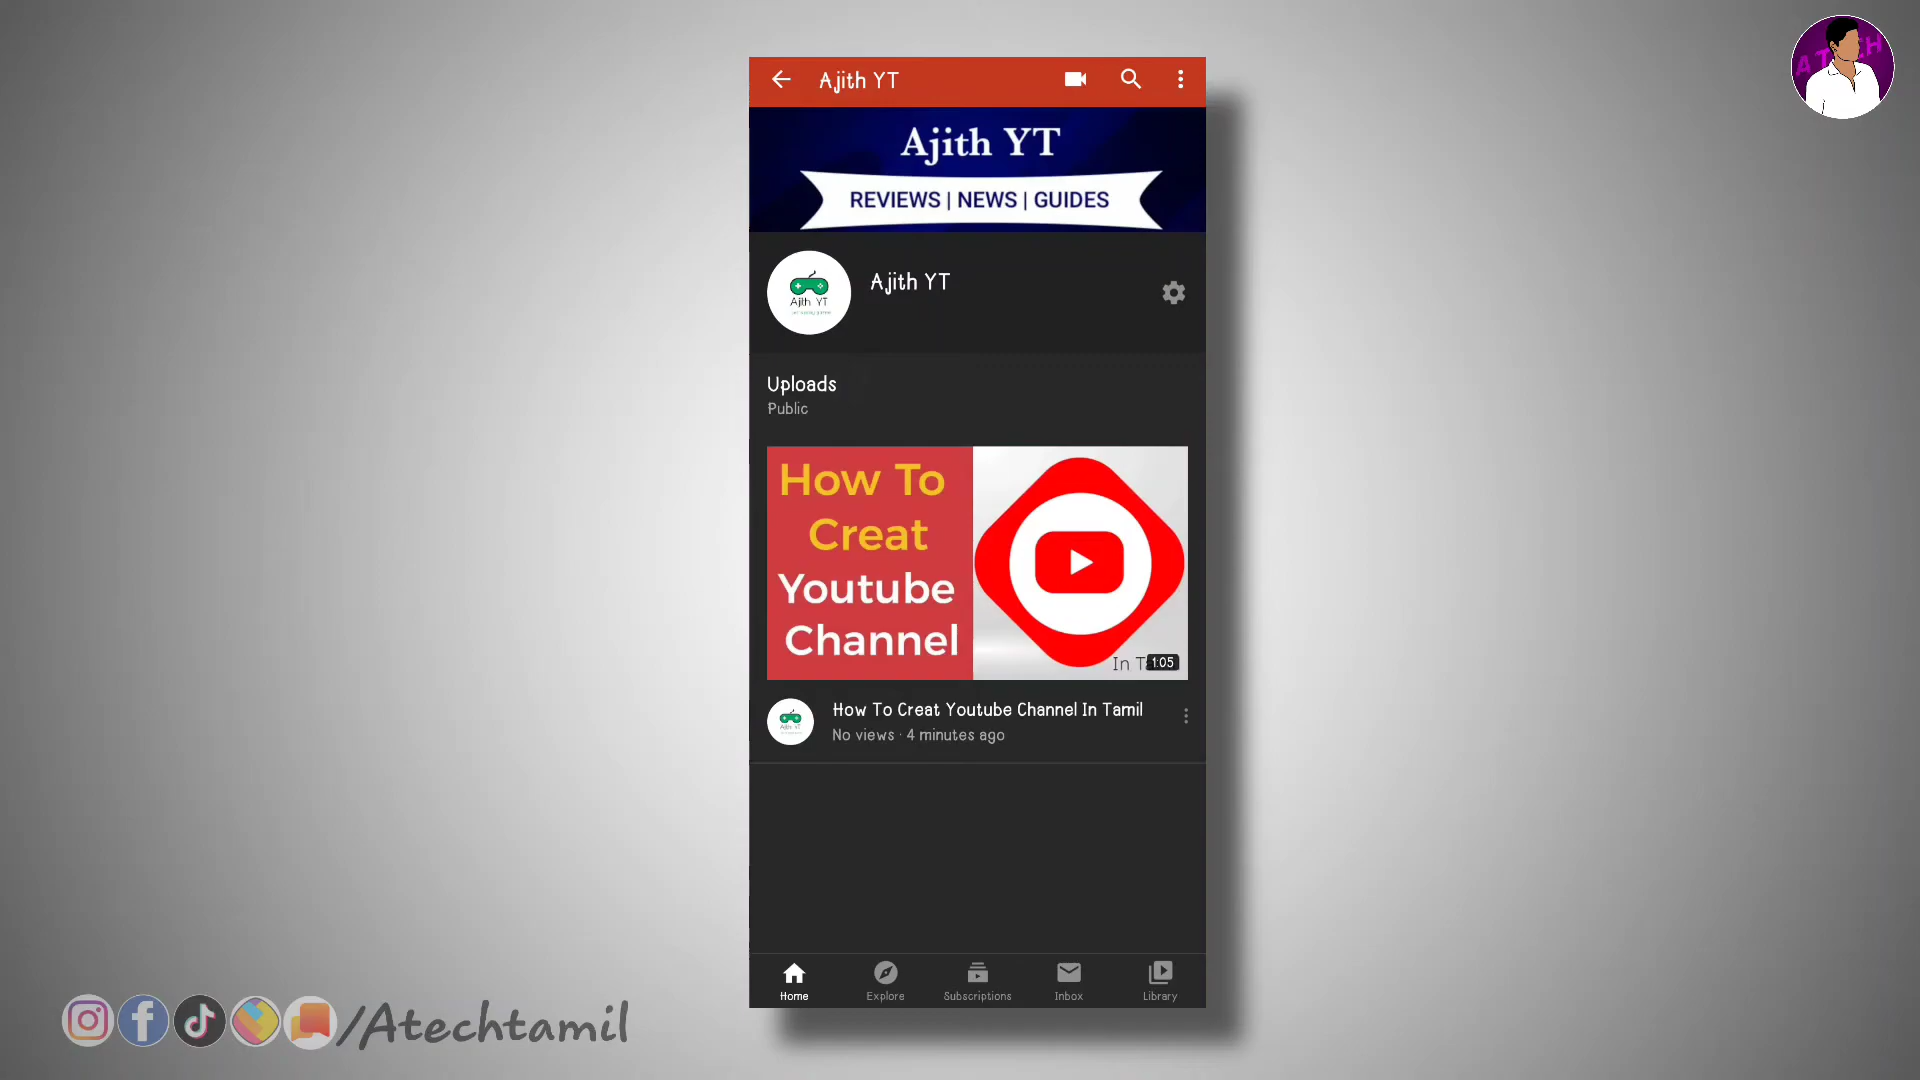 Ajith YT
Ajith YT
REVIEWS | NEWS | GUIDES
Ajith YT
Ajith YT
Uploads
Public
How To
Creat
Youtube
Channel
In
1:05
How To Creat Youtube Channel In Tamil
No views · 4 minutes ago
Home
Explore
Subscriptions
Inbox
Library
/Atechtamil